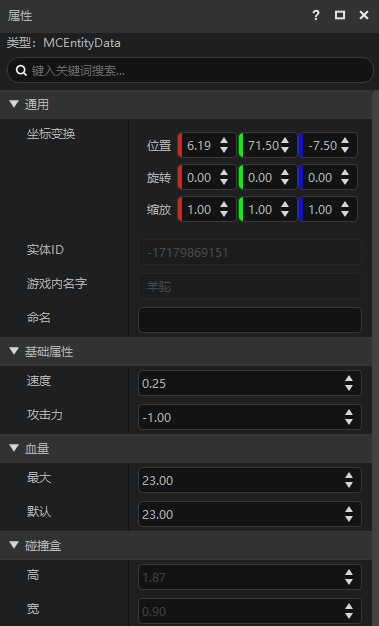 属性
类型：MCEntityData
键入关键词搜索...
通用
坐标变换
位置 6.19 71.50 -7.50
旋转 0.00 0.00 0.00
缩放 1.00 1.00 1.00
实体ID -17179869151
游戏内名字 羊驼
命名
基础属性
速度 0.25
攻击力 -1.00
血量
最大 23.00
默认 23.00
碰撞盒
高 1.87
宽 0.90